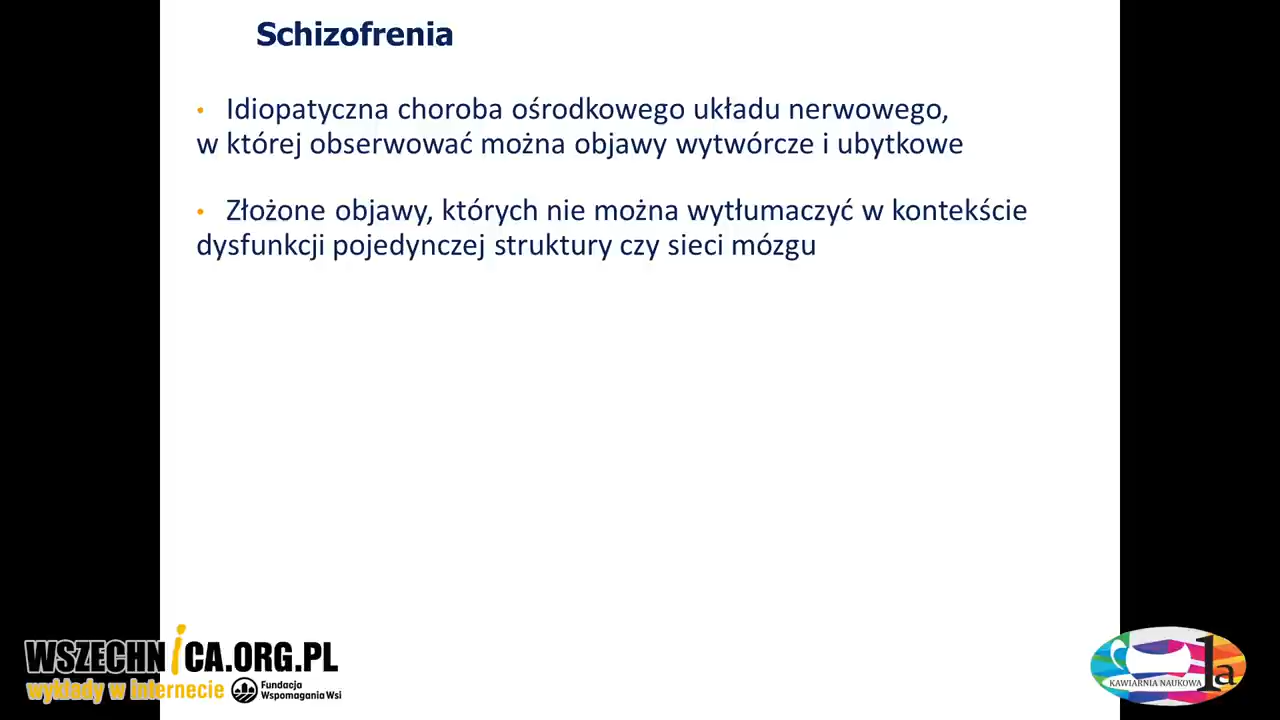 Schizofrenia
• Idiopatyczna choroba ośrodkowego układu nerwowego,
w której obserwować można objawy wytwórcze i ubytkowe
• Złożone objawy, których nie można wytłumaczyć w kontekście
dysfunkcji pojedynczej struktury czy sieci mózgu
WSZECHNiCA.ORG.PL
wykłady w internecie
Fundacja
Wspomagania Wsi
KAWIARNIA NAUKOWA 1a